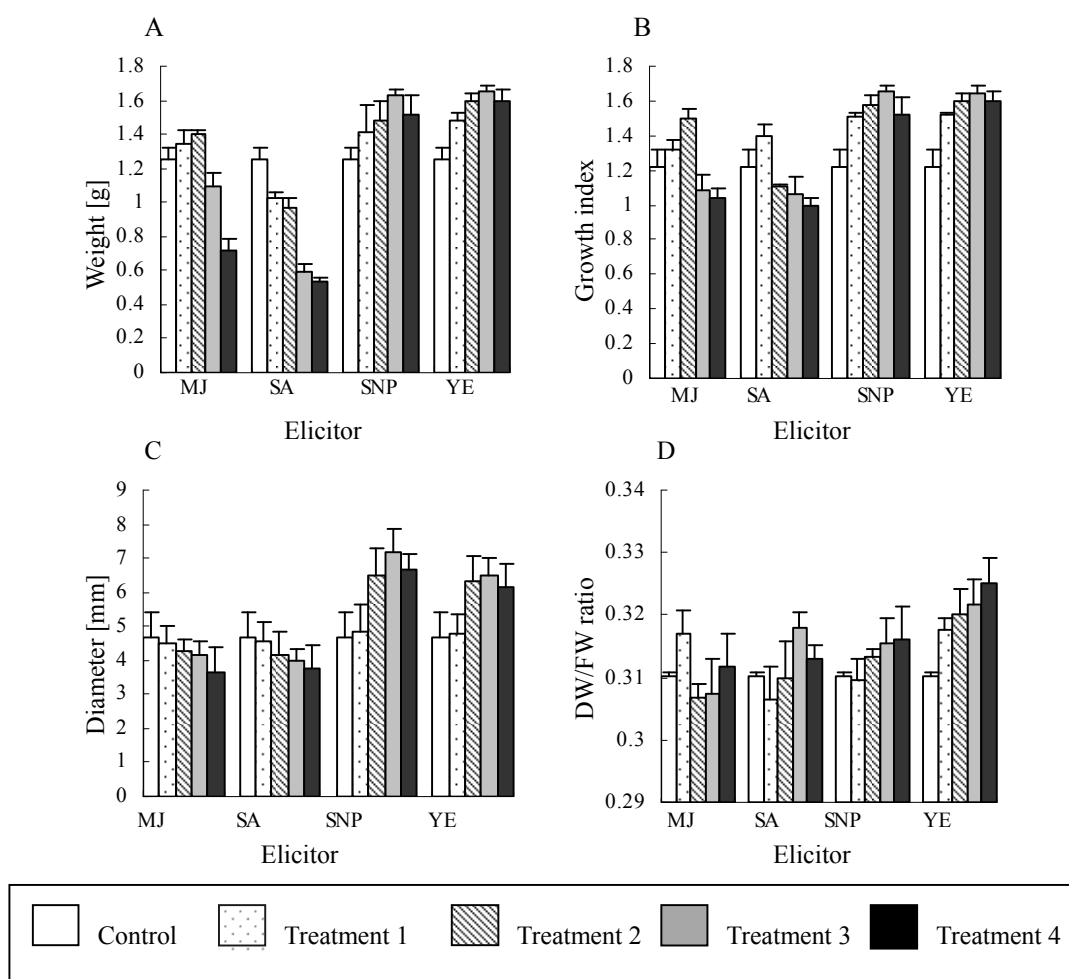 A
B
Weight [g]
1.8
1.6
1.4
1.2
1
0.8
0.6
0.4
0.2
0
MJ SA SNP YE
Elicitor
Growth index
1.8
1.6
1.4
1.2
1
0.8
0.6
0.4
0.2
0
MJ SA SNP YE
Elicitor
C
D
Diameter [mm]
9
8
7
6
5
4
3
2
1
0
MJ SA SNP YE
Elicitor
DW/FW ratio
0.34
0.33
0.32
0.31
0.3
0.29
MJ SA SNP YE
Elicitor
Control Treatment 1 Treatment 2 Treatment 3 Treatment 4